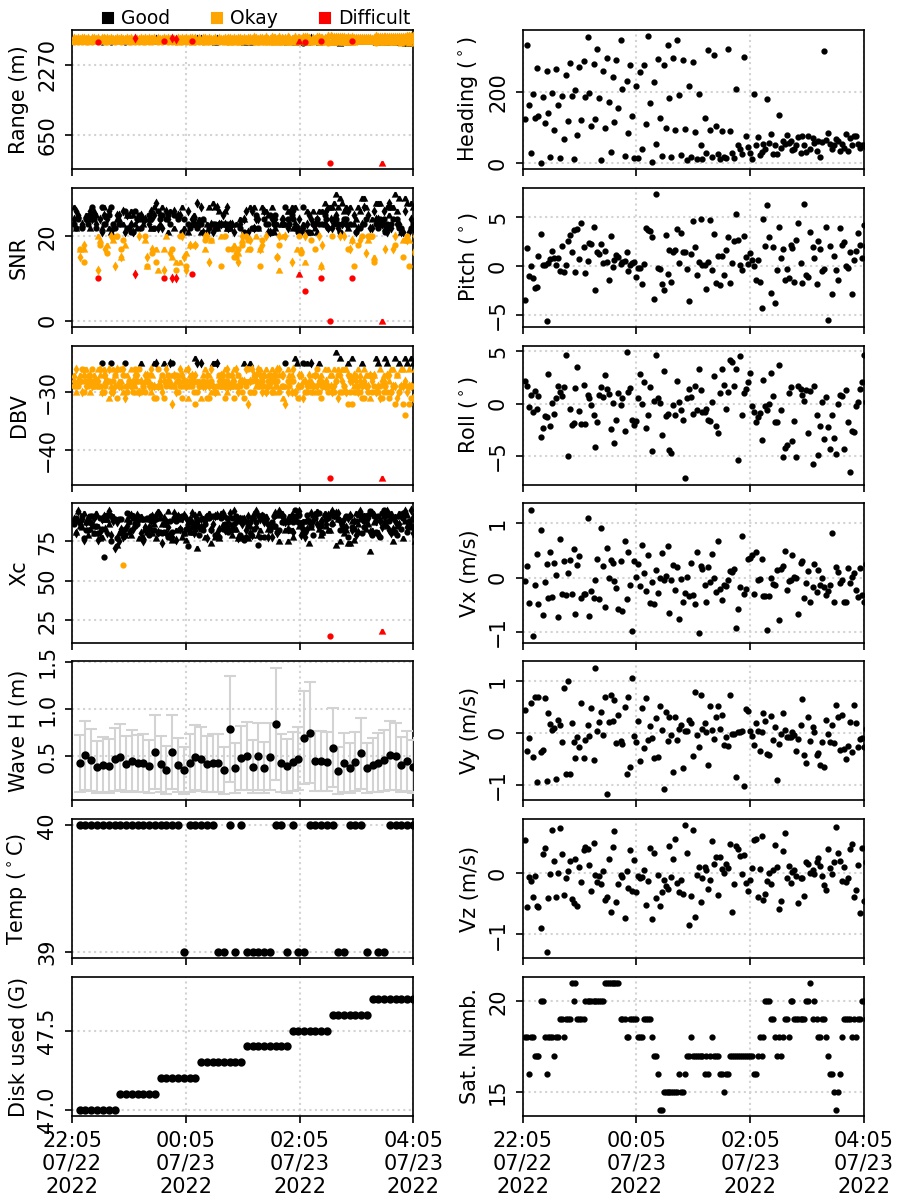 Good Okay Difficult
Range (m)
2270
650
Heading (°)
200
0
SNR
20
0
Pitch (°)
5
0
−5
DBV
−30
−40
Roll (°)
5
0
−5
Xc
75
50
25
Vx (m/s)
1
0
−1
Wave H (m)
1.5
1.0
0.5
Vy (m/s)
1
0
−1
Temp (°C)
40
39
Vz (m/s)
0
−1
Disk used (G)
47.5
47.0
Sat. Numb.
20
15
22:05 00:05 02:05 04:05
07/22 07/23 07/23 07/23
2022 2022 2022 2022
22:05 00:05 02:05 04:05
07/22 07/23 07/23 07/23
2022 2022 2022 2022